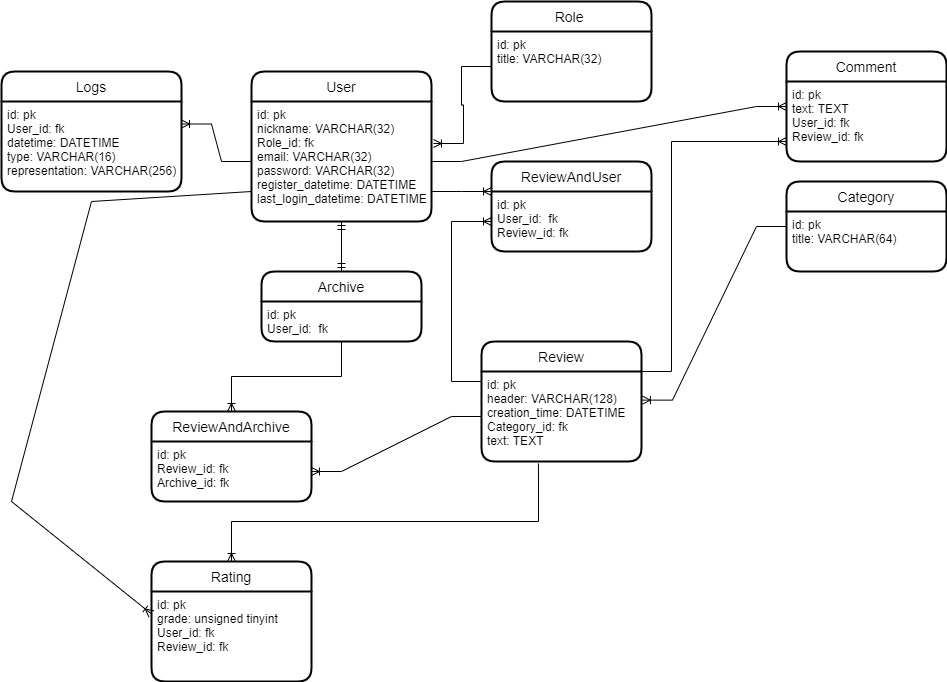 Role
id: pk
title: VARCHAR(32)
Logs
id: pk
User_id: fk
datetime: DATETIME
type: VARCHAR(16)
representation: VARCHAR(256)
User
id: pk
nickname: VARCHAR(32)
Role_id: fk
email: VARCHAR(32)
password: VARCHAR(32)
register_datetime: DATETIME
last_login_datetime: DATETIME
Comment
id: pk
text: TEXT
User_id: fk
Review_id: fk
ReviewAndUser
id: pk
User_id:  fk
Review_id: fk
Category
id: pk
title: VARCHAR(64)
Archive
id: pk
User_id:  fk
Review
id: pk
header: VARCHAR(128)
creation_time: DATETIME
Category_id: fk
text: TEXT
ReviewAndArchive
id: pk
Review_id: fk
Archive_id: fk
Rating
id: pk
grade: unsigned tinyint
User_id: fk
Review_id: fk